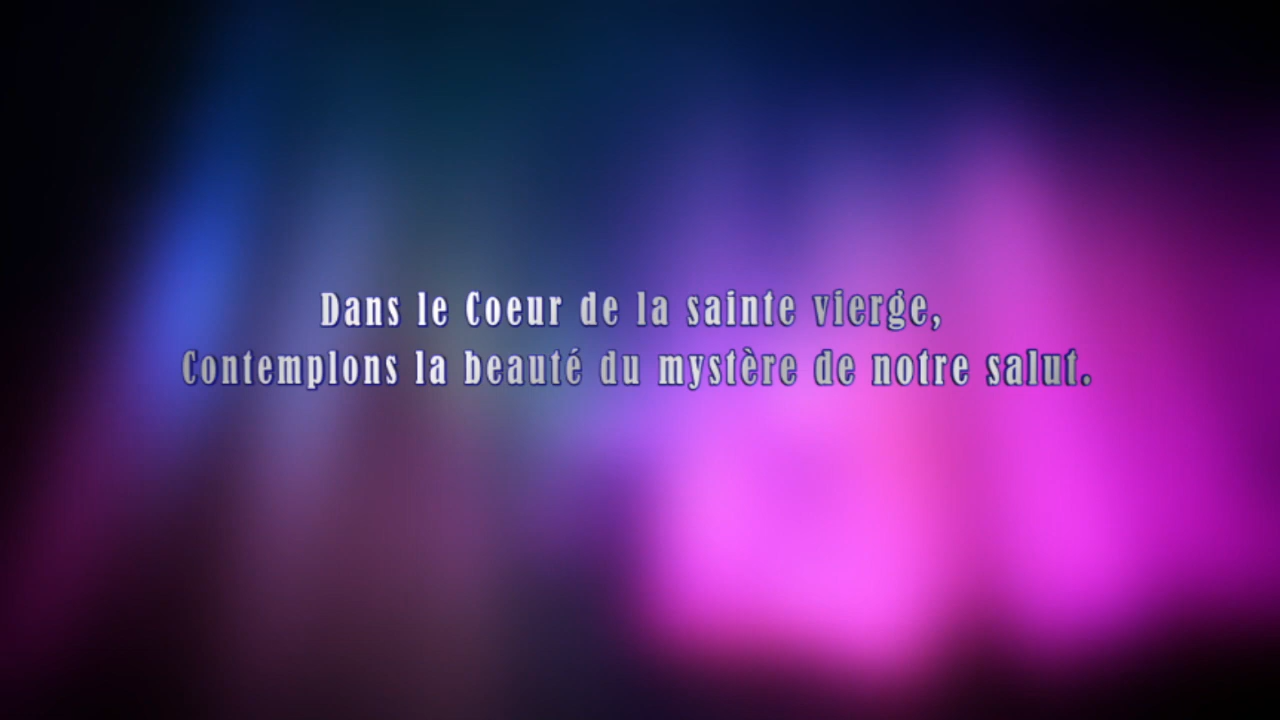 Dans le Coeur de la sainte vierge,
Contemplons la beauté du mystère de notre salut.